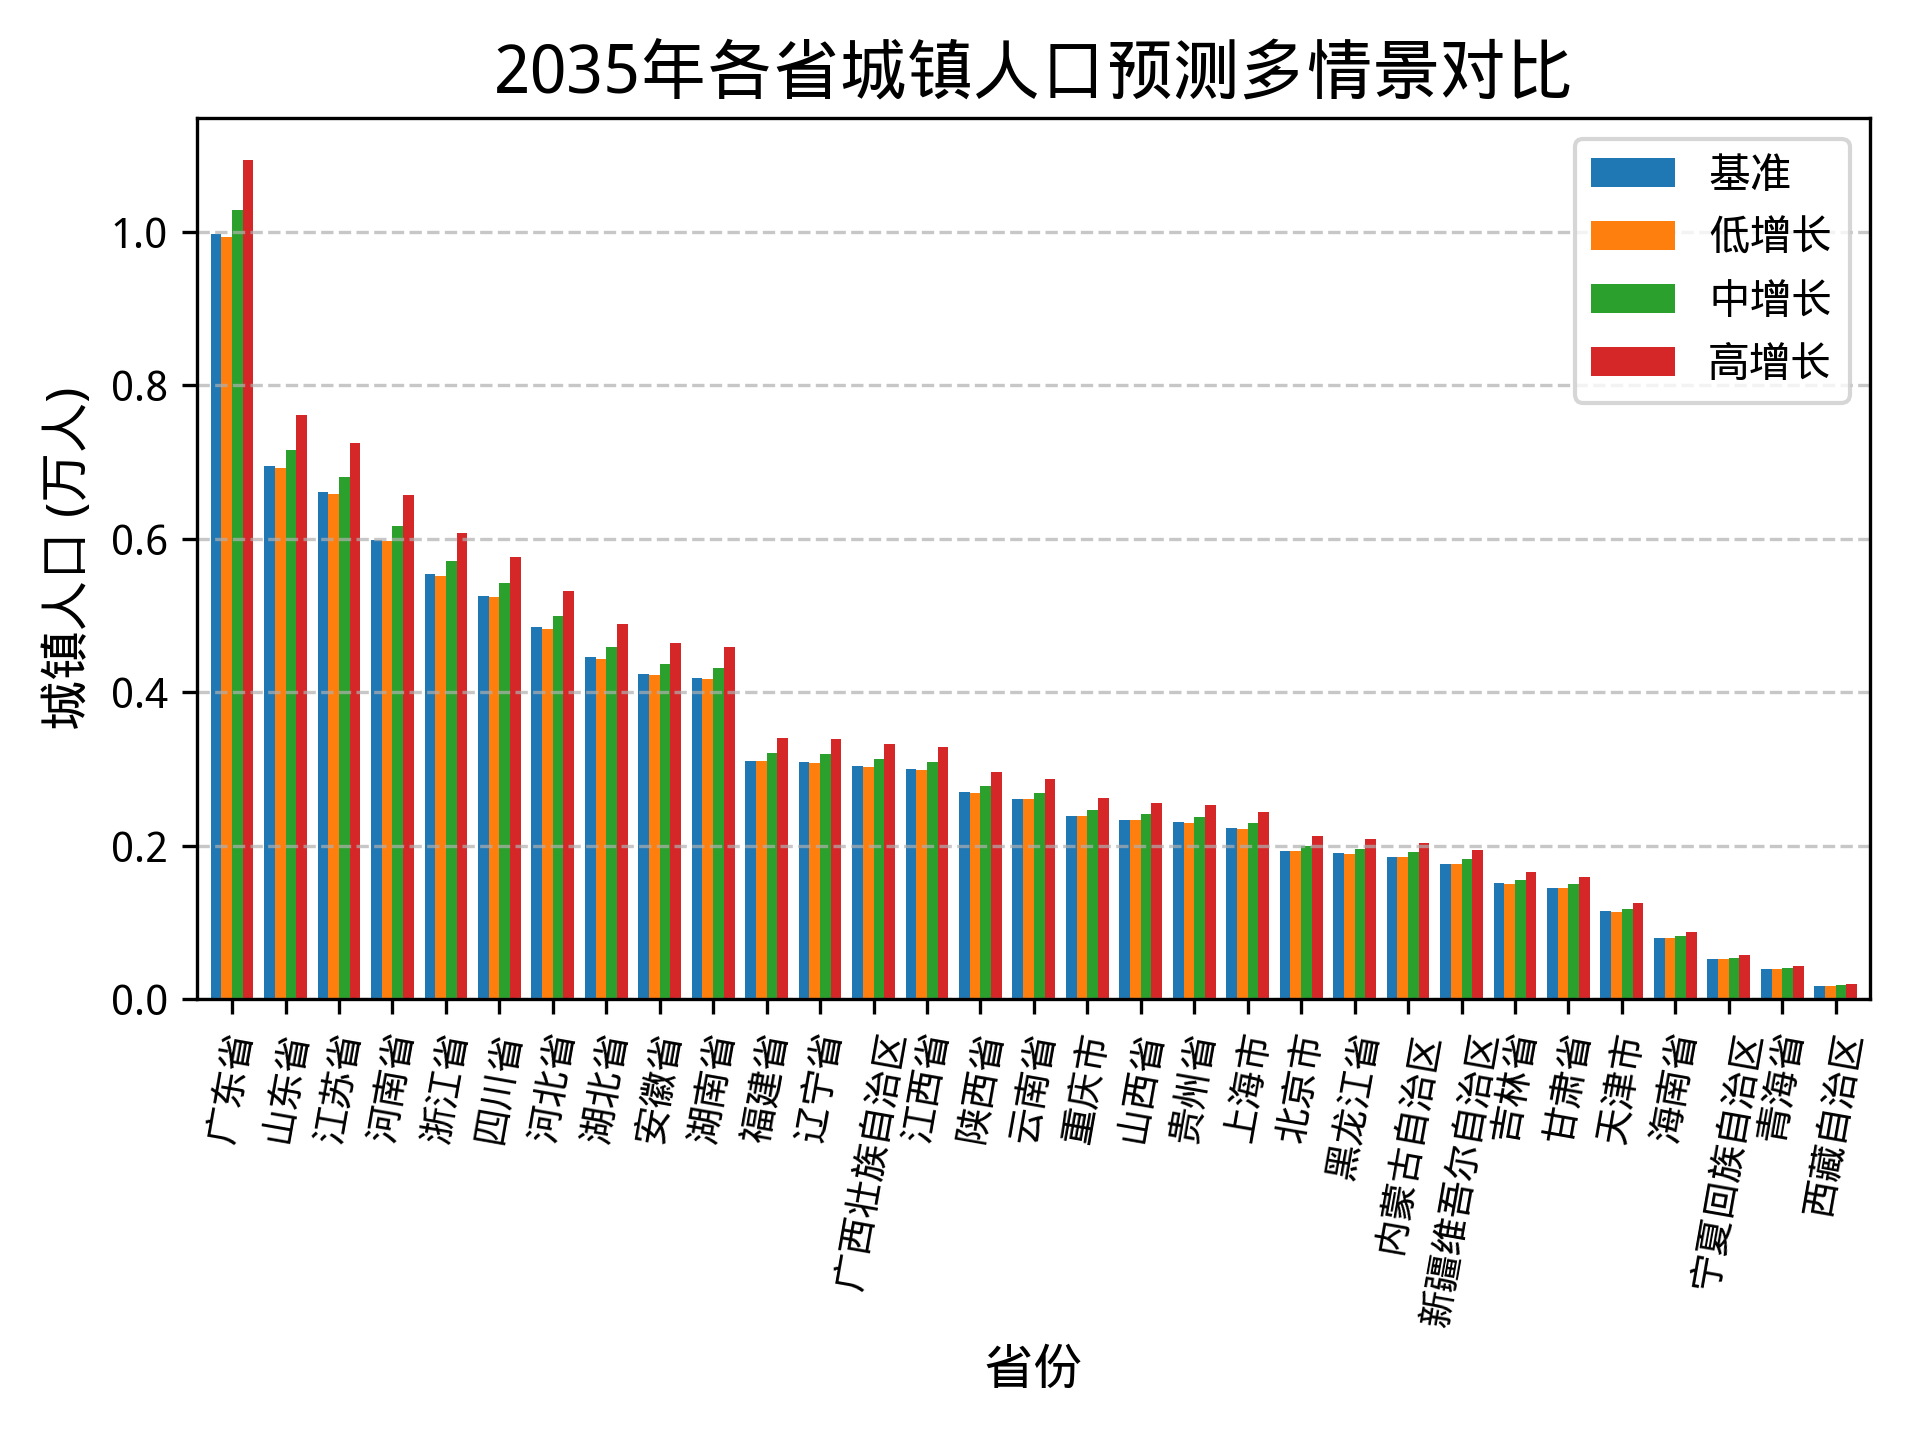 2035年各省城镇人口预测多情景对比
城镇人口 (万人)
1.0
0.8
0.6
0.4
0.2
0.0
基准
低增长
中增长
高增长
广东省
山东省
江苏省
河南省
浙江省
四川省
河北省
湖北省
安徽省
湖南省
福建省
辽宁省
广西壮族自治区
江西省
陕西省
云南省
重庆市
山西省
贵州省
上海市
北京市
黑龙江省
内蒙古自治区
新疆维吾尔自治区
吉林省
甘肃省
天津市
海南省
宁夏回族自治区
青海省
西藏自治区
省份